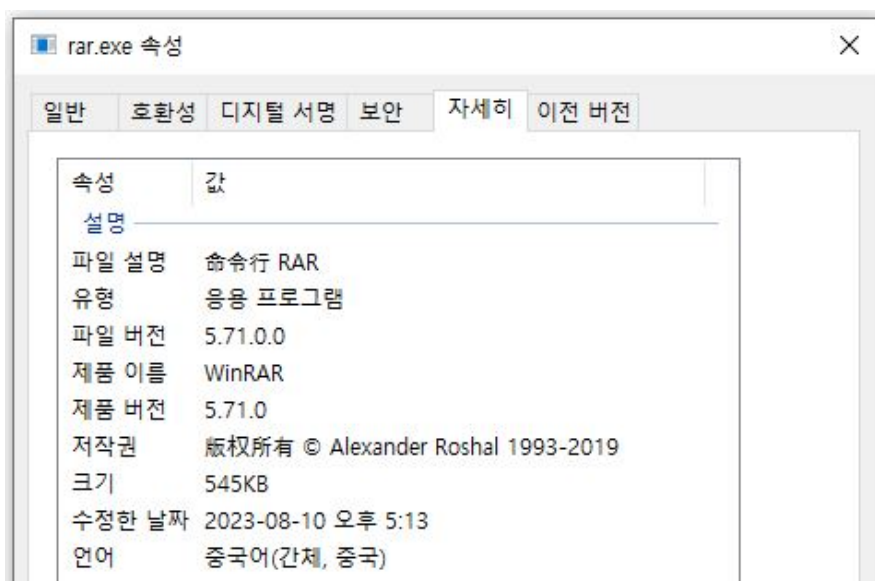 rar.exe 속성
일반 호환성 디지털 서명 보안 자세히 이전 버전
속성 값
설명
파일 설명 命令行 RAR
유형 응용 프로그램
파일 버전 5.71.0.0
제품 이름 WinRAR
제품 버전 5.71.0
저작권 版权所有 © Alexander Roshal 1993-2019
크기 545KB
수정한 날짜 2023-08-10 오후 5:13
언어 중국어(간체, 중국)